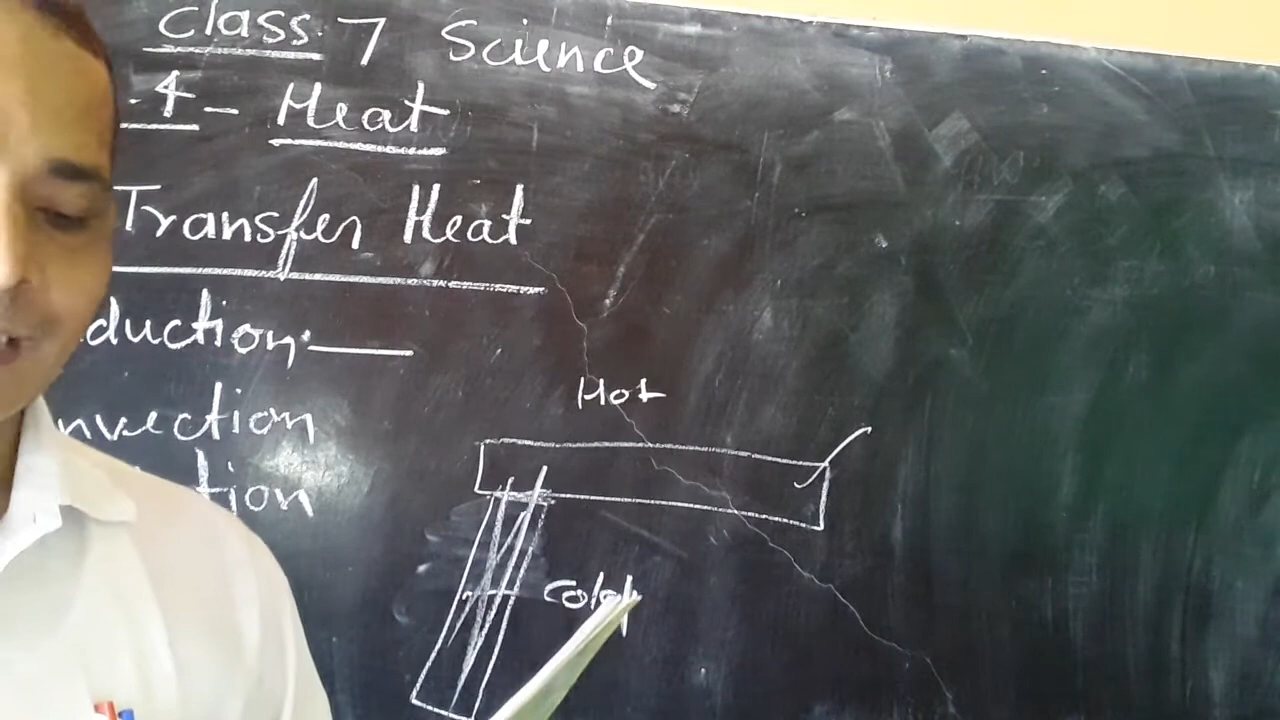 Class 7 Science
4 - Heat
Transfer Heat
duction:—
nvection
tion
Hot
Cold